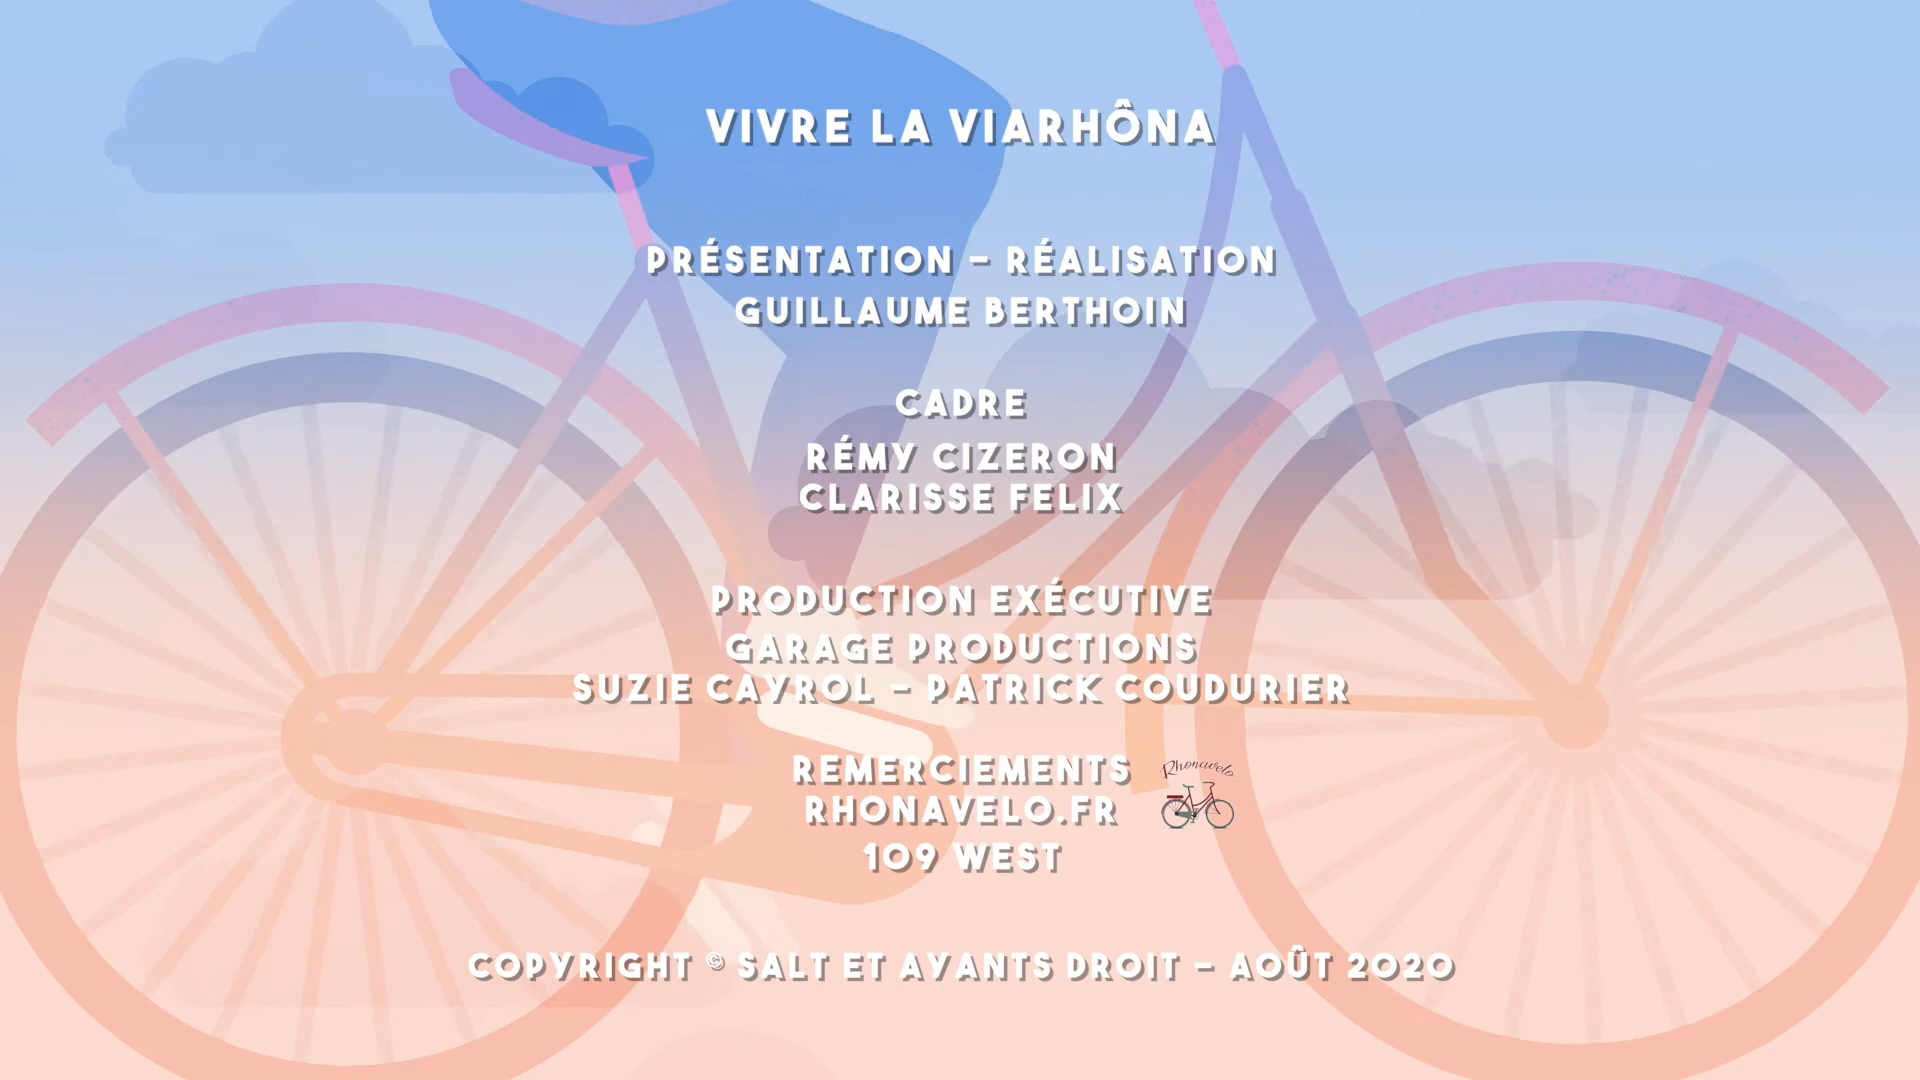 VIVRE LA VIARHÔNA
PRÉSENTATION – RÉALISATION
GUILLAUME BERTHOIN
CADRE
RÉMY CIZERON
CLARISSE FELIX
PRODUCTION EXÉCUTIVE
GARAGE PRODUCTIONS
SUZIE CAYROL – PATRICK COUDURIER
REMERCIEMENTS
Rhonavelo
RHONAVELO.FR
109 WEST
COPYRIGHT © SALT ET AYANTS DROIT – AOÛT 2020